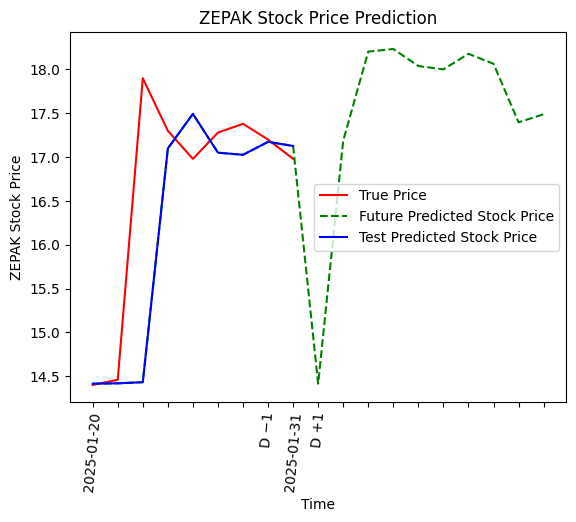 ZEPAK Stock Price Prediction
ZEPAK Stock Price
18.0
17.5
17.0
16.5
16.0
15.5
15.0
14.5
True Price
Future Predicted Stock Price
Test Predicted Stock Price
2025-01-20
D −1
2025-01-31
D +1
Time